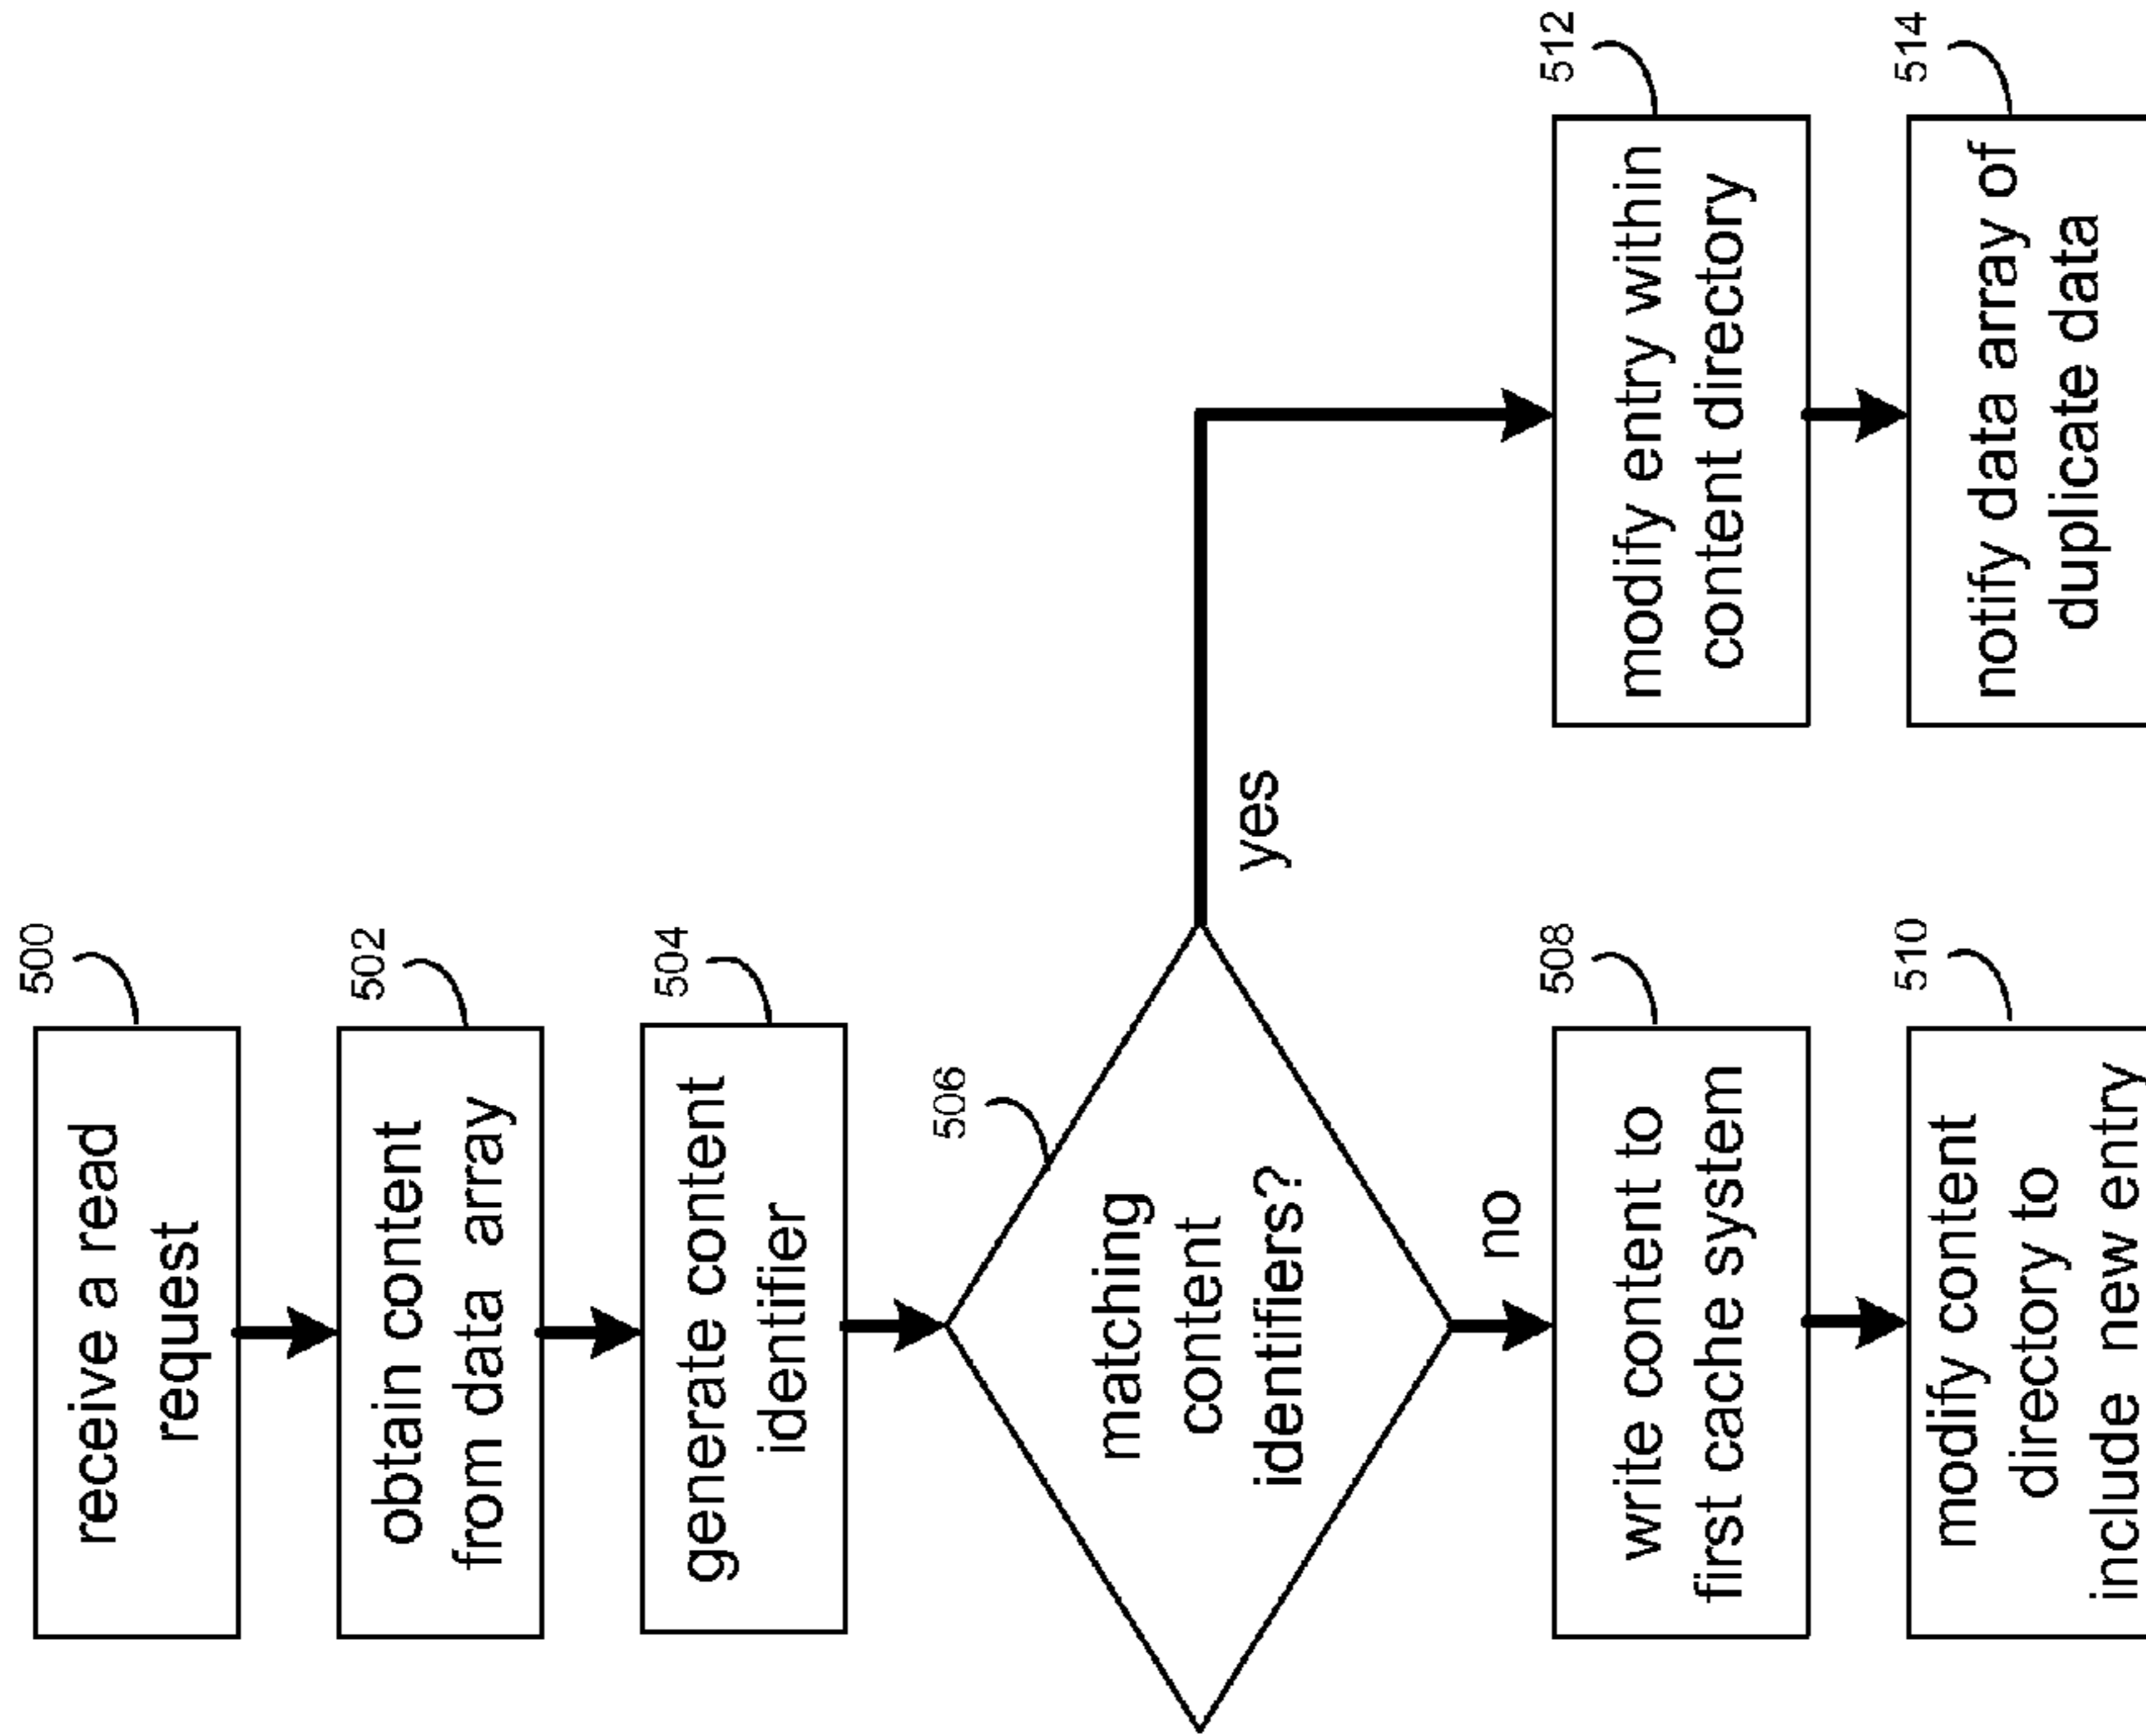 500
receive a read
request
502
obtain content
from data array
504
generate content
identifier
506
matching
content
identifiers?
yes
no
508
write content to
first cache system
510
modify content
directory to
include new entry
512
modify entry within
content directory
514
notify data array of
duplicate data